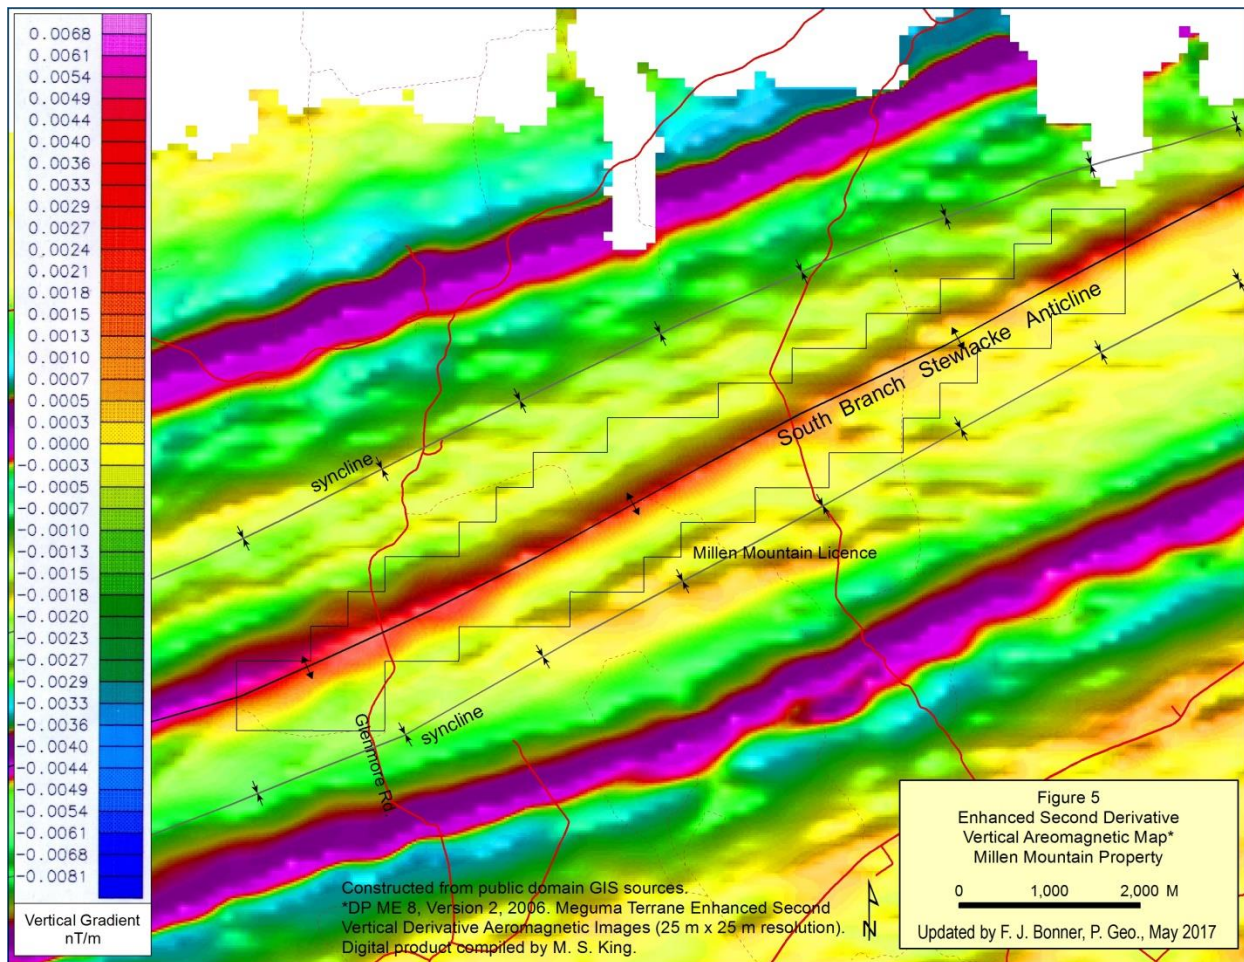 0.0068
0.0061
0.0054
0.0049
0.0044
0.0040
0.0036
0.0033
0.0029
0.0027
0.0024
0.0021
0.0018
0.0015
0.0013
0.0010
0.0007
0.0005
0.0003
0.0000
-0.0003
-0.0005
-0.0007
-0.0010
-0.0013
-0.0015
-0.0020
-0.0023
-0.0027
-0.0029
-0.0033
-0.0036
-0.0040
-0.0044
-0.0049
-0.0054
-0.0061
-0.0068
-0.0081
Vertical Gradient
nT/m
syncline
South Branch Stewlacke Anticline
Millen Mountain Licence
syncline
Glenmore Rd
Constructed from public domain GIS sources.
*DP ME 8, Version 2, 2006. Meguma Terrane Enhanced Second
Vertical Derivative Aeromagnetic Images (25 m x 25 m resolution).
Digital product compiled by M. S. King.
N
Figure 5
Enhanced Second Derivative
Vertical Areomagnetic Map*
Millen Mountain Property
0 1,000 2,000 M
Updated by F. J. Bonner, P. Geo., May 2017